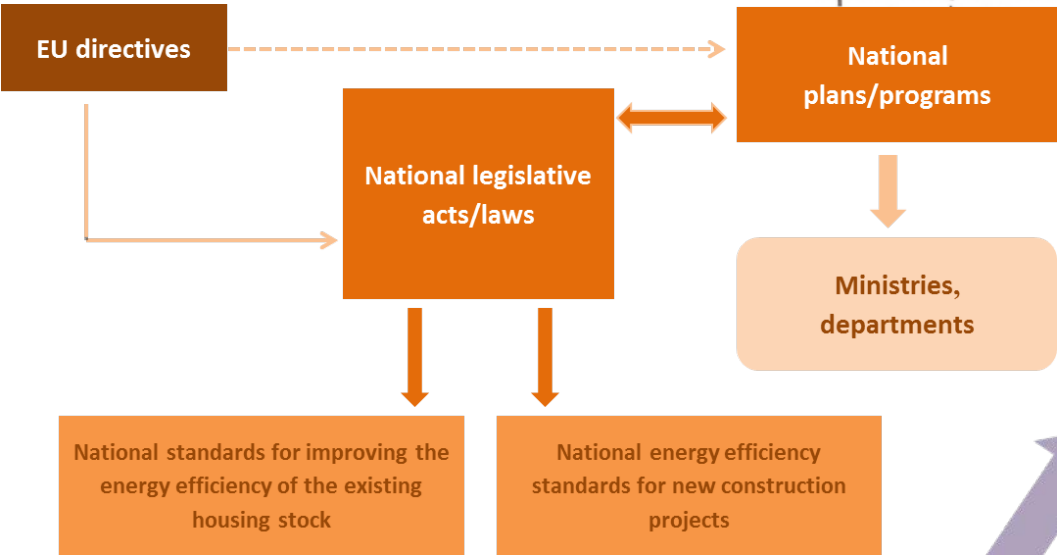 EU directives
National
plans/programs
National legislative
acts/laws
Ministries,
departments
National standards for improving the
energy efficiency of the existing
housing stock
National energy efficiency
standards for new construction
projects